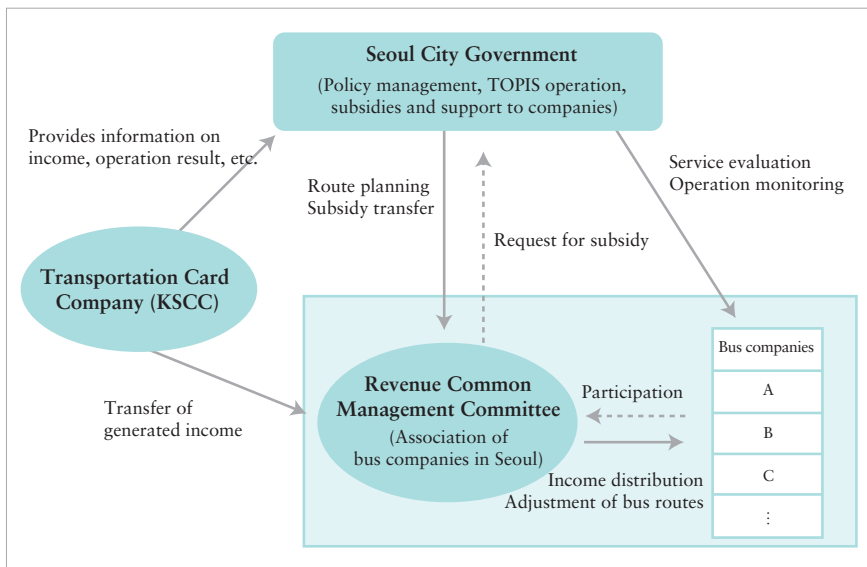 Seoul City Government
(Policy management, TOPIS operation,
subsidies and support to companies)
Provides information on
income, operation result, etc.
Service evaluation
Operation monitoring
Route planning
Subsidy transfer
Request for subsidy
Transportation Card
Company (KSCC)
Transfer of
generated income
Revenue Common
Management Committee
(Association of
bus companies in Seoul)
Participation
Income distribution
Adjustment of bus routes
Bus companies
A
B
C
⋮